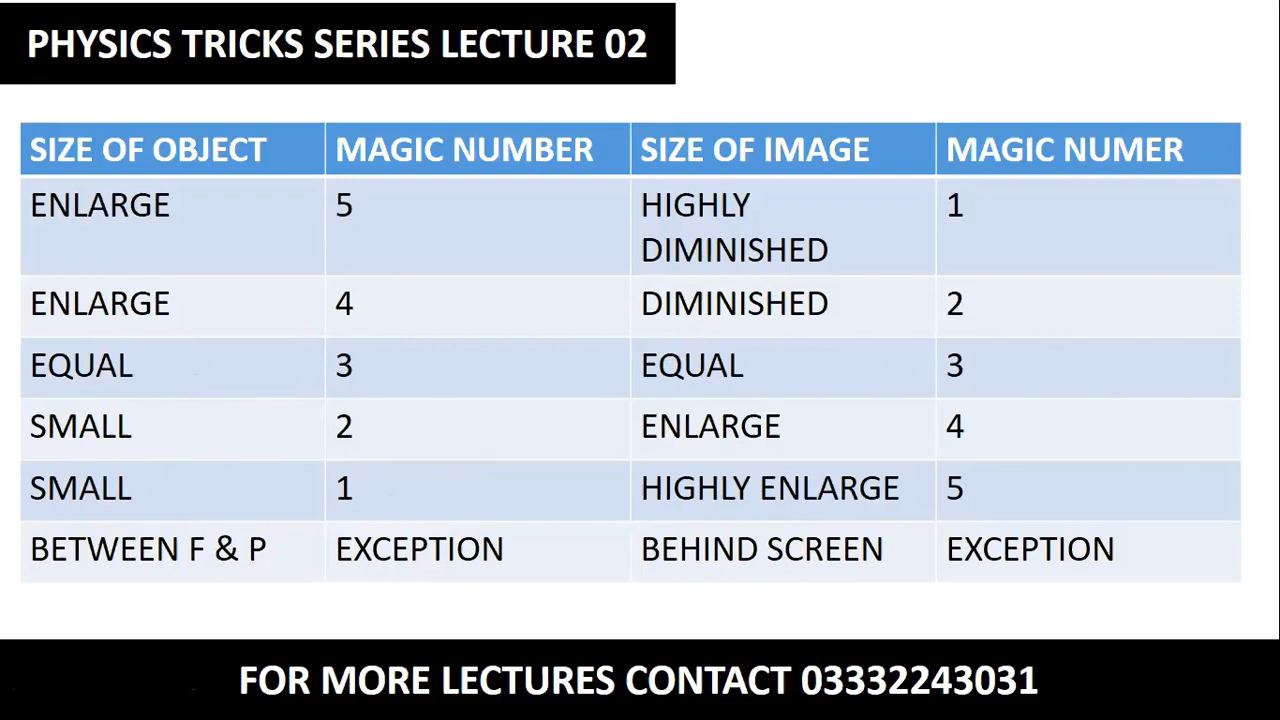 PHYSICS TRICKS SERIES LECTURE 02
SIZE OF OBJECT MAGIC NUMBER SIZE OF IMAGE MAGIC NUMER
ENLARGE 5 HIGHLY 1
DIMINISHED
ENLARGE 4 DIMINISHED 2
EQUAL 3 EQUAL 3
SMALL 2 ENLARGE 4
SMALL 1 HIGHLY ENLARGE 5
BETWEEN F & P EXCEPTION BEHIND SCREEN EXCEPTION
FOR MORE LECTURES CONTACT 03332243031